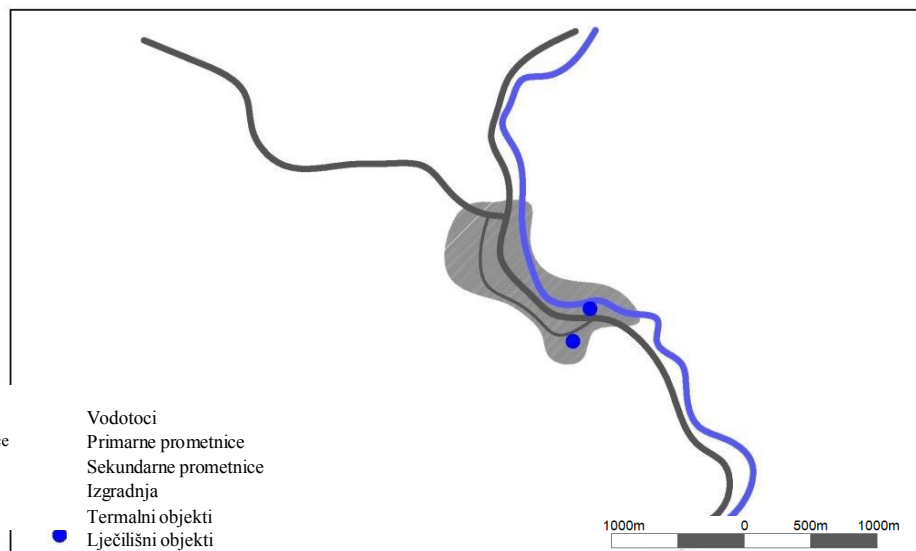 Vodotoci
Primarne prometnice
Sekundarne prometnice
Izgradnja
Termalni objekti
Lječilišni objekti
1000m 0 500m 1000m